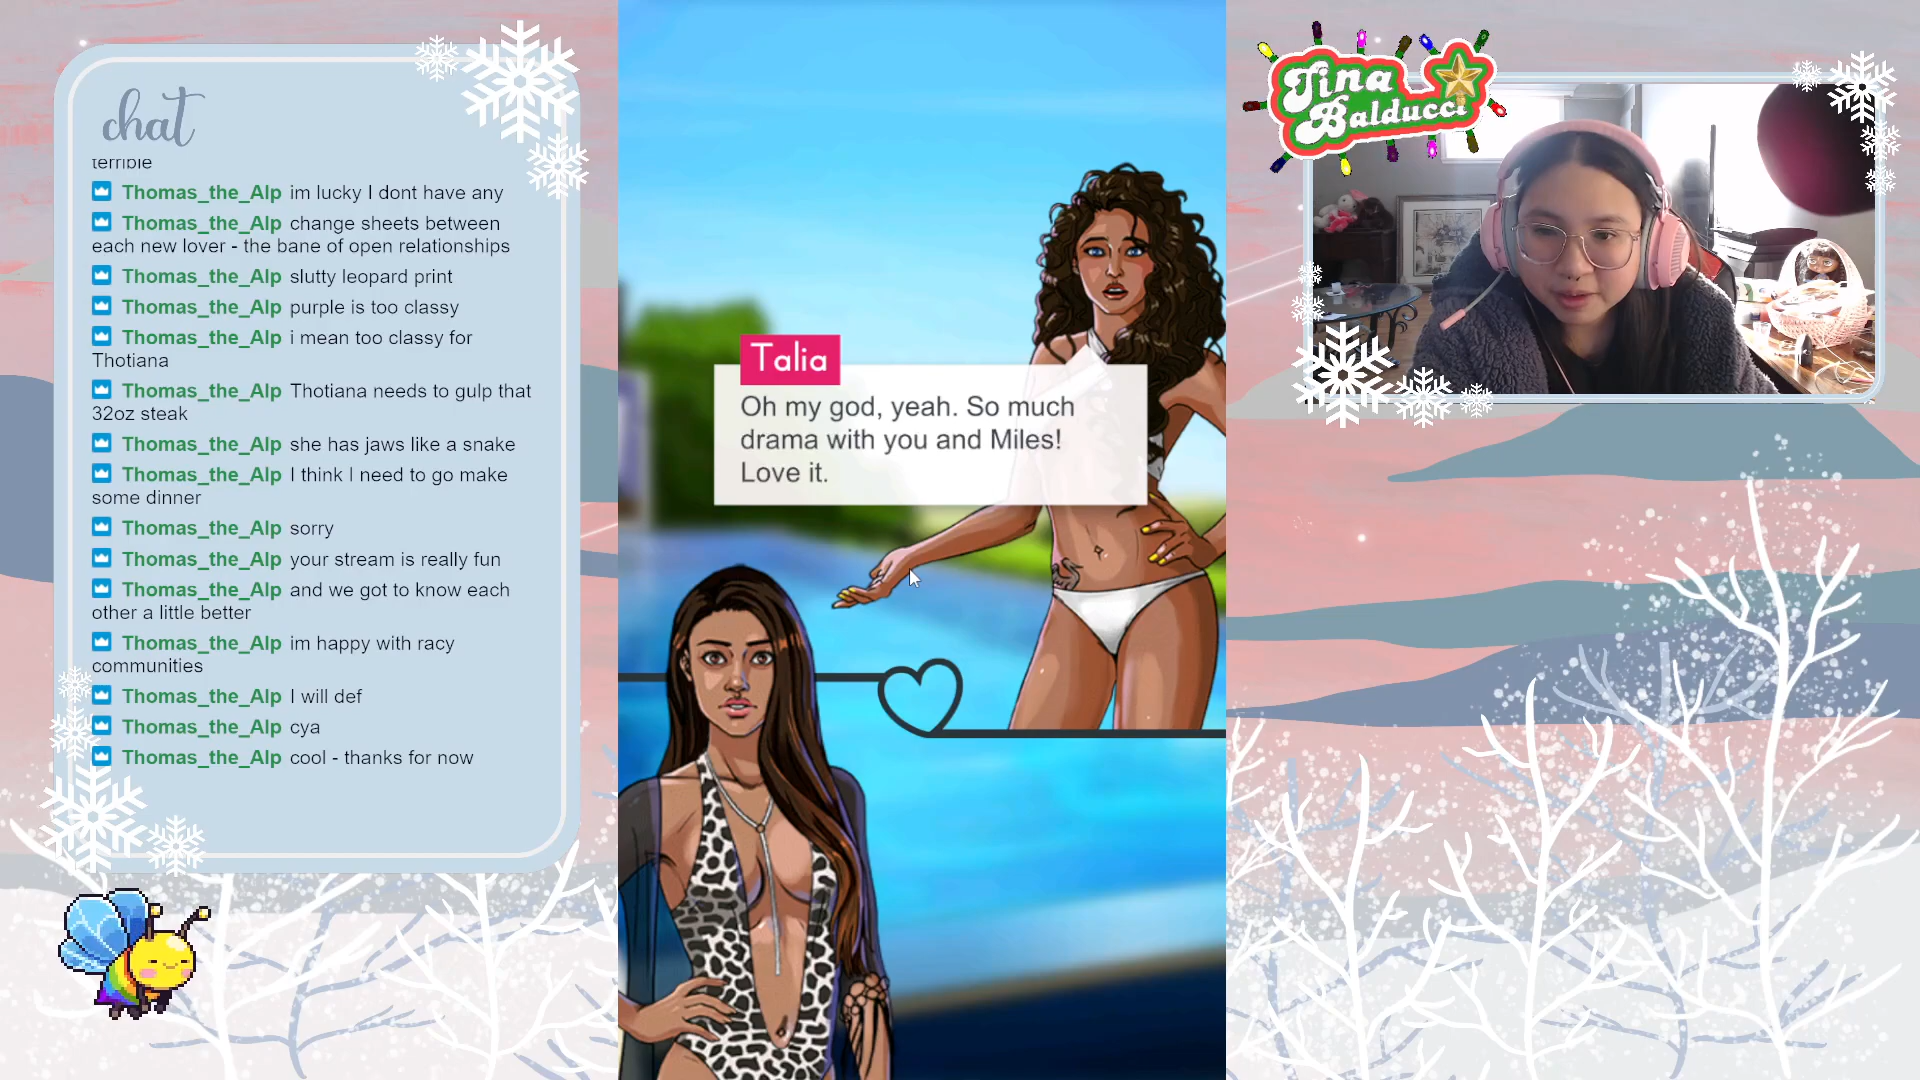 chat
terrible
Thomas_the_Alp im lucky I dont have any
Thomas_the_Alp change sheets between
each new lover - the bane of open relationships
Thomas_the_Alp slutty leopard print
Thomas_the_Alp purple is too classy
Thomas_the_Alp i mean too classy for
Thotiana
Thomas_the_Alp Thotiana needs to gulp that
32oz steak
Thomas_the_Alp she has jaws like a snake
Thomas_the_Alp I think I need to go make
some dinner
Thomas_the_Alp sorry
Thomas_the_Alp your stream is really fun
Thomas_the_Alp and we got to know each
other a little better
Thomas_the_Alp im happy with racy
communities
Thomas_the_Alp I will def
Thomas_the_Alp cya
Thomas_the_Alp cool - thanks for now
Talia
Oh my god, yeah. So much
drama with you and Miles!
Love it.
Tina
Balducci